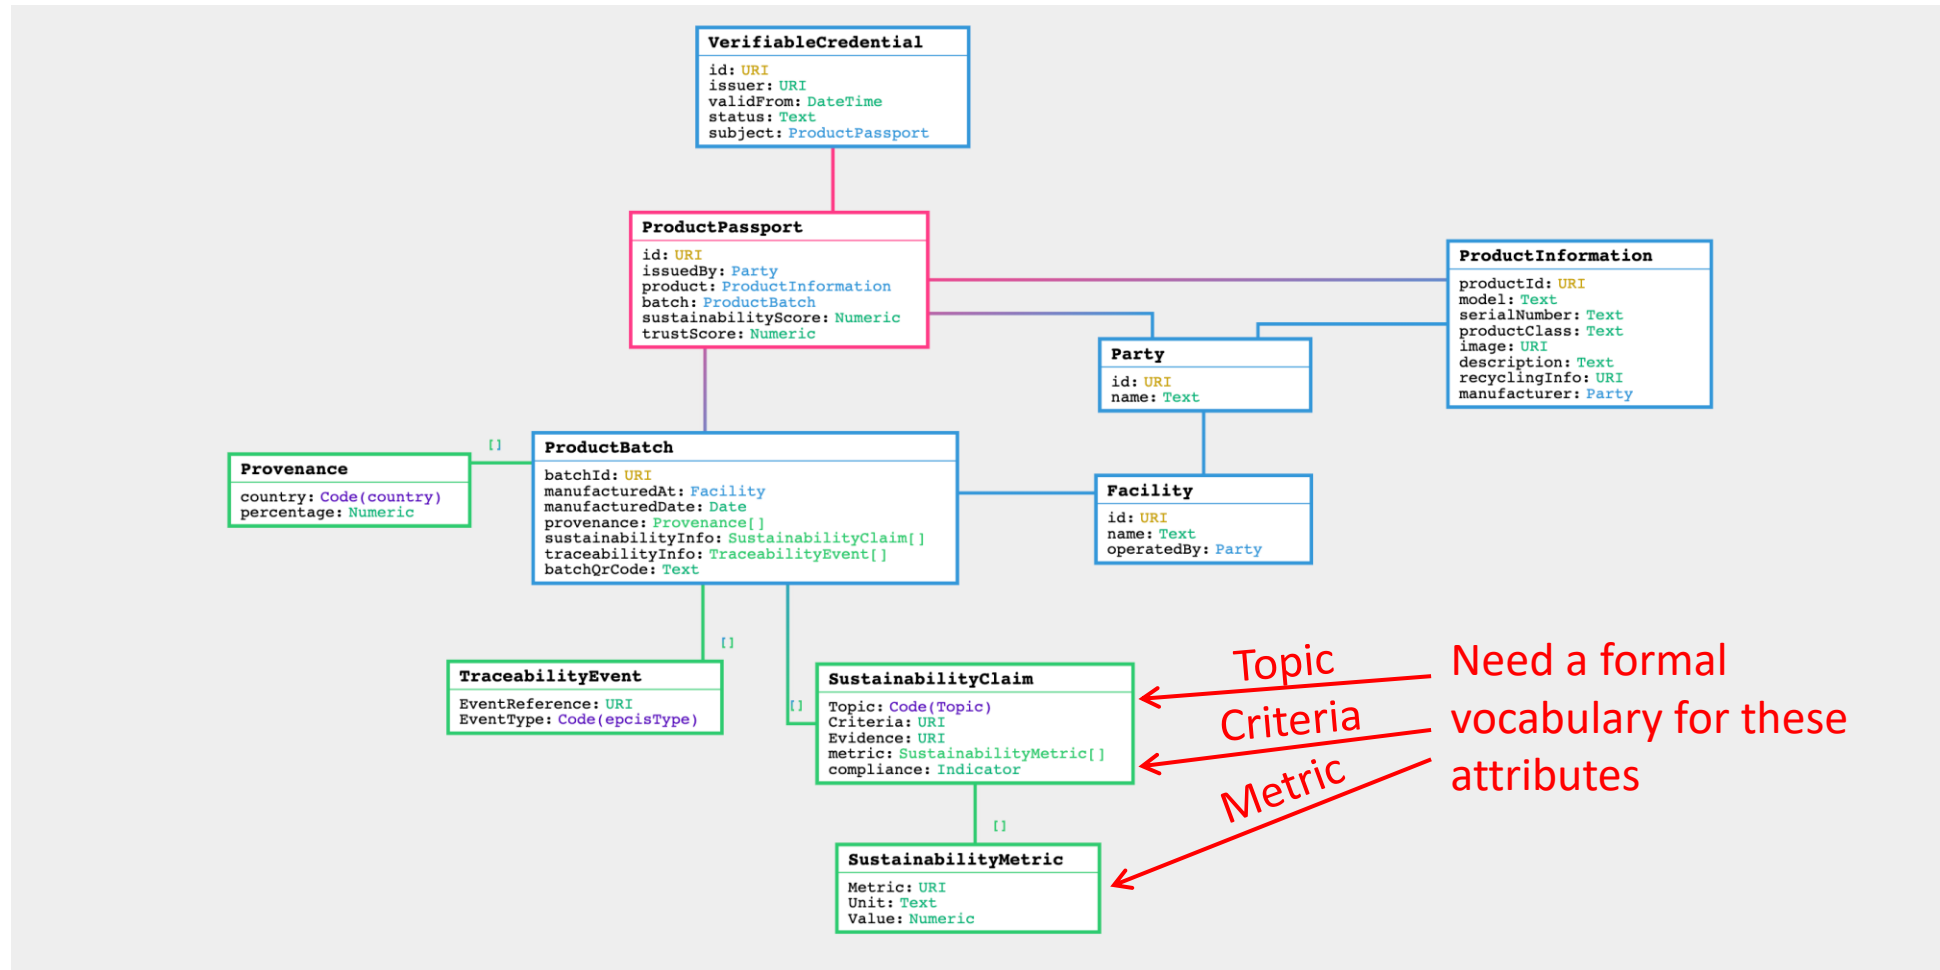 VerifiableCredential
id: URI
issuer: URI
validFrom: DateTime
status: Text
subject: ProductPassport
ProductPassport
id: URI
issuedBy: Party
product: ProductInformation
batch: ProductBatch
sustainabilityScore: Numeric
trustScore: Numeric
ProductInformation
productId: URI
model: Text
serialNumber: Text
productClass: Text
image: URI
description: Text
recyclingInfo: URI
manufacturer: Party
Party
id: URI
name: Text
[]
Provenance
country: Code(country)
percentage: Numeric
ProductBatch
batchId: URI
manufacturedAt: Facility
manufacturedDate: Date
provenance: Provenance[]
sustainabilityInfo: SustainabilityClaim[]
traceabilityInfo: TraceabilityEvent[]
batchQrCode: Text
Facility
id: URI
name: Text
operatedBy: Party
[]
TraceabilityEvent
EventReference: URI
EventType: Code(epcisType)
[]
SustainabilityClaim
Topic: Code(Topic)
Criteria: URI
Evidence: URI
metric: SustainabilityMetric[]
compliance: Indicator
Topic
Criteria
Metric
Need a formal
vocabulary for these
attributes
[]
SustainabilityMetric
Metric: URI
Unit: Text
Value: Numeric